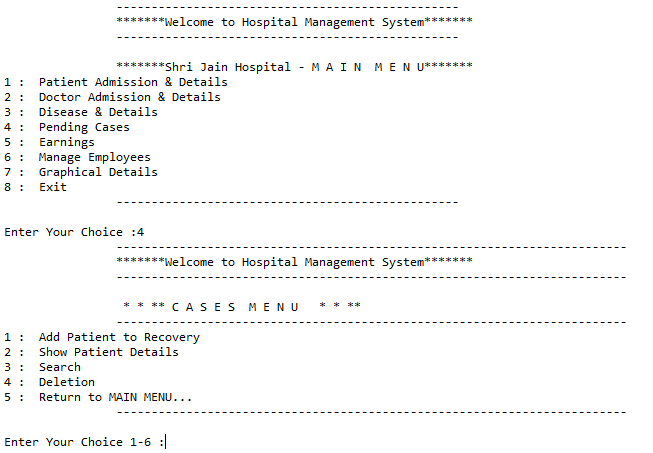 ---------------------------------------------
*******Welcome to Hospital Management System*******
---------------------------------------------
*******Shri Jain Hospital - M A I N  M E N U*******
1 :  Patient Admission & Details
2 :  Doctor Admission & Details
3 :  Disease & Details
4 :  Pending Cases
5 :  Earnings
6 :  Manage Employees
7 :  Graphical Details
8 :  Exit
---------------------------------------------
Enter Your Choice :4
-------------------------------------------------------------------
*******Welcome to Hospital Management System*******
-------------------------------------------------------------------
* * ** C A S E S  M E N U   * * **
-------------------------------------------------------------------
1 :  Add Patient to Recovery
2 :  Show Patient Details
3 :  Search
4 :  Deletion
5 :  Return to MAIN MENU...
-------------------------------------------------------------------
Enter Your Choice 1-6 :